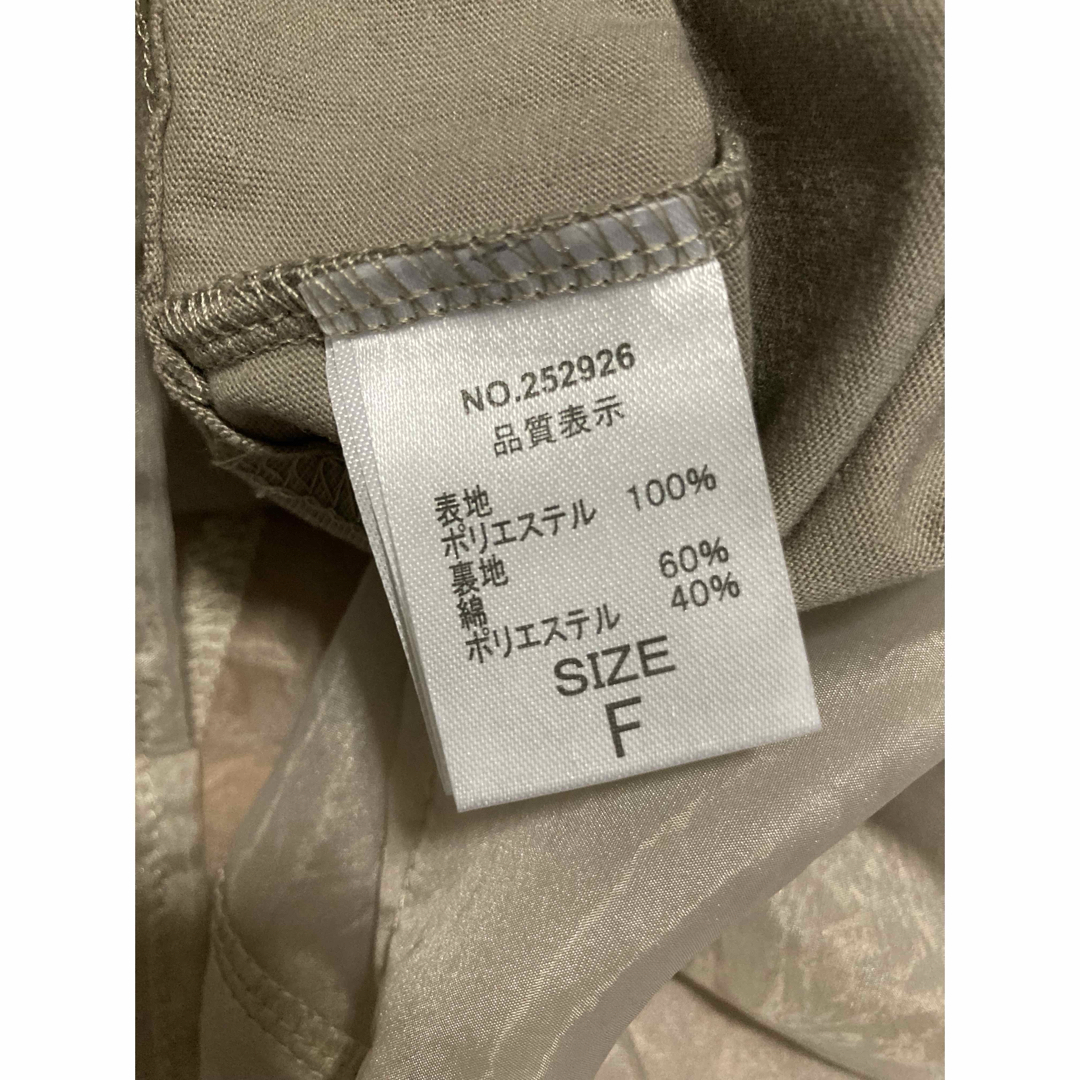 NO.252926
品質表示
表地
ポリエステル 100%
裏地
綿 60%
ポリエステル 40%
SIZE
F